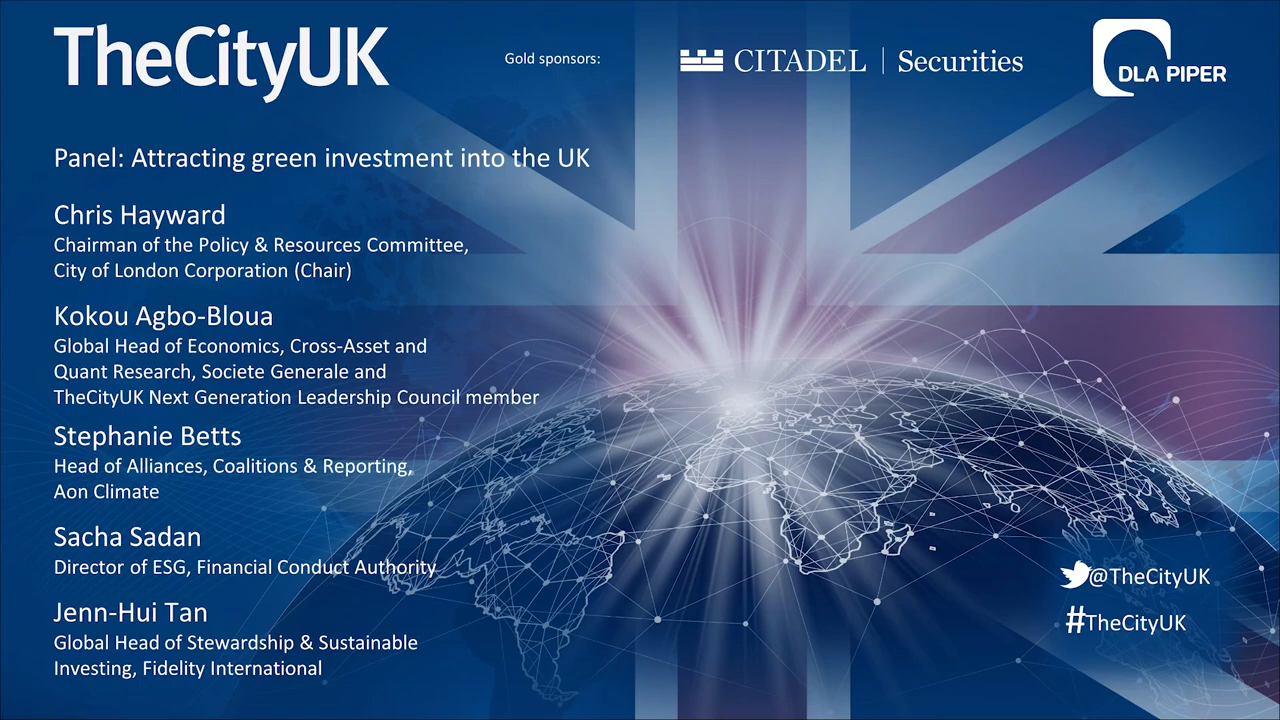 TheCityUK
Gold sponsors:
CITADEL | Securities
DLA PIPER
Panel: Attracting green investment into the UK
Chris Hayward
Chairman of the Policy & Resources Committee,
City of London Corporation (Chair)
Kokou Agbo-Bloua
Global Head of Economics, Cross-Asset and
Quant Research, Societe Generale and
TheCityUK Next Generation Leadership Council member
Stephanie Betts
Head of Alliances, Coalitions & Reporting,
Aon Climate
Sacha Sadan
Director of ESG, Financial Conduct Authority
Jenn-Hui Tan
Global Head of Stewardship & Sustainable
Investing, Fidelity International
@TheCityUK
#TheCityUK